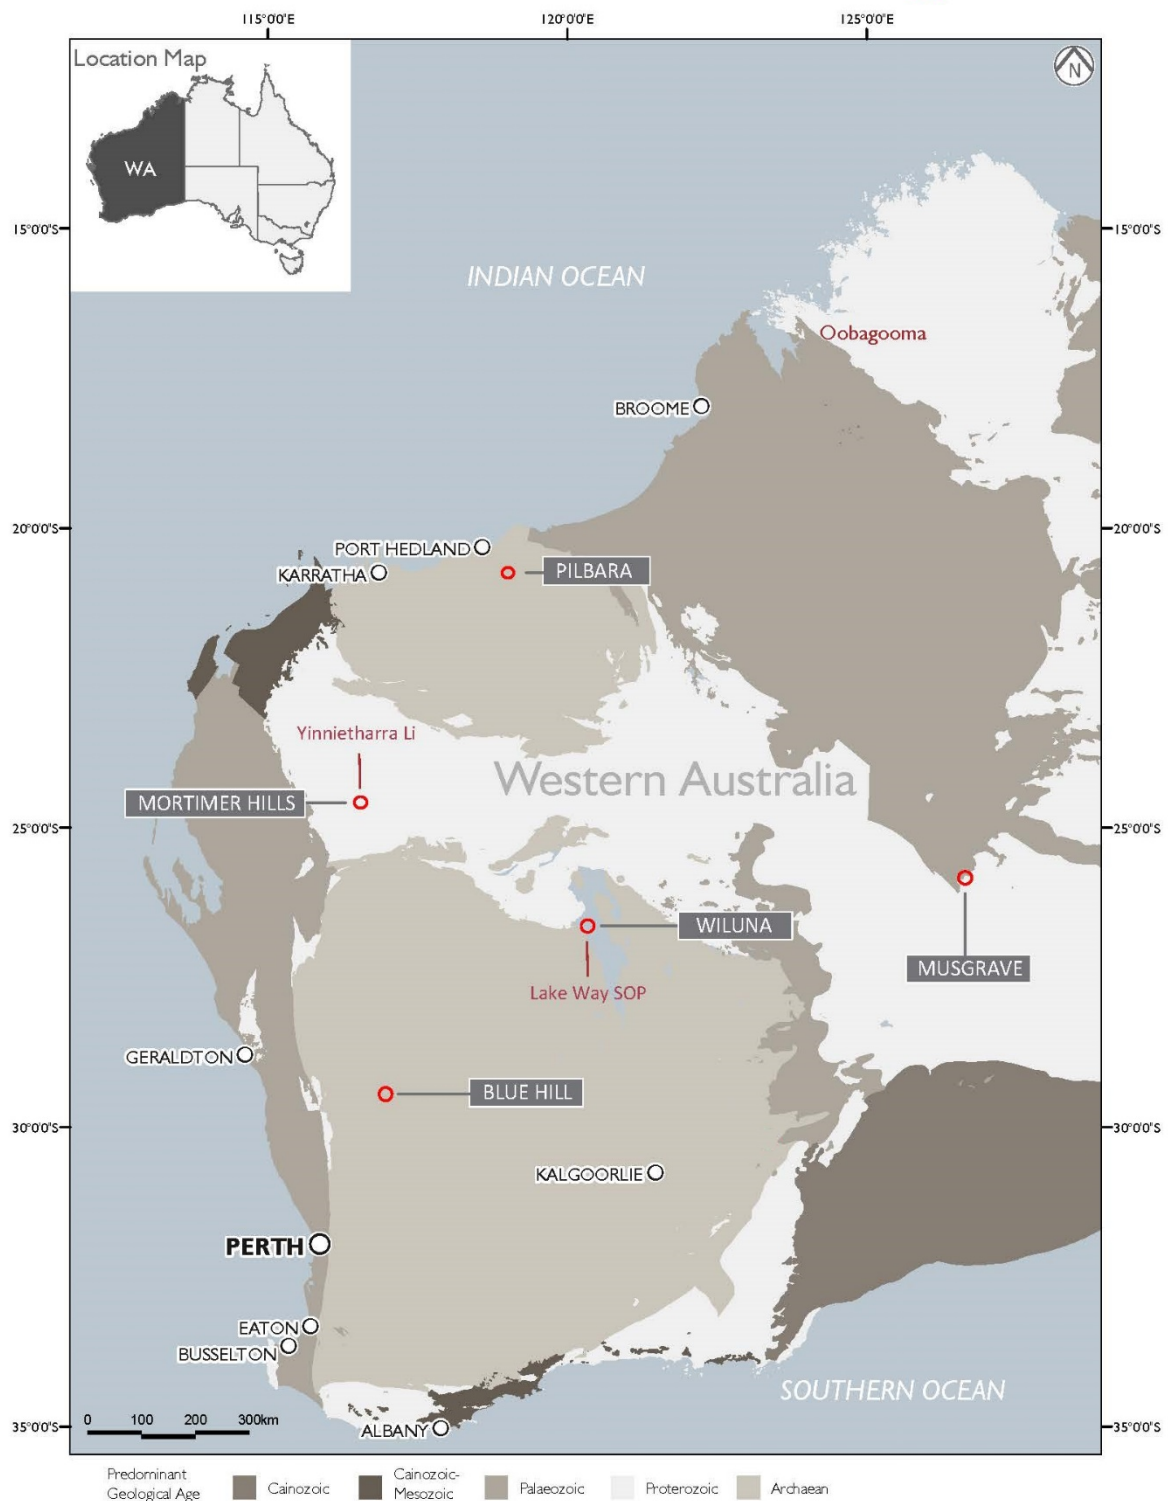 115°0'0"E
120°0'0"E
125°0'0"E
Location Map
WA
N
15°0'0"S
15°0'0"S
INDIAN OCEAN
Oobagooma
BROOME
20°0'0"S
20°0'0"S
PORT HEDLAND
KARRATHA
PILBARA
Yinnietharra Li
Western Australia
MORTIMER HILLS
25°0'0"S
25°0'0"S
WILUNA
MUSGRAVE
Lake Way SOP
GERALDTON
BLUE HILL
30°0'0"S
30°0'0"S
KALGOORLIE
PERTH
EATON
BUSSELTON
SOUTHERN OCEAN
0 100 200 300km
ALBANY
35°0'0"S
35°0'0"S
Predominant
Geological Age
Cainozoic
Cainozoic-
Mesozoic
Palaeozoic
Proterozoic
Archaean